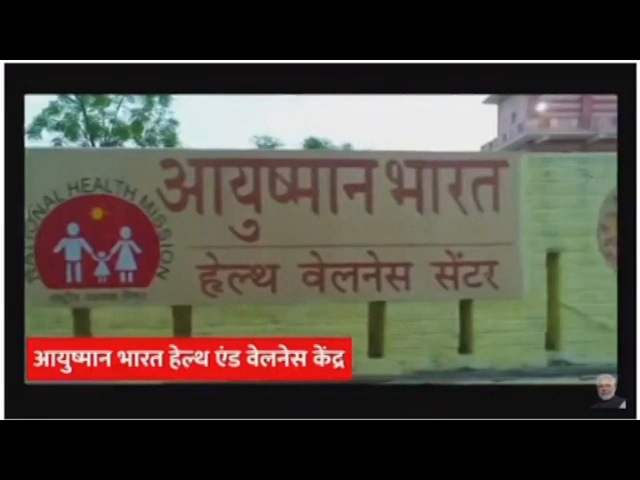 NATIONAL HEALTH MISSION
आयुष्मान भारत
हेल्थ वेलनेस सेंटर
आयुष्मान भारत हेल्थ एंड वेलनेस केंद्र